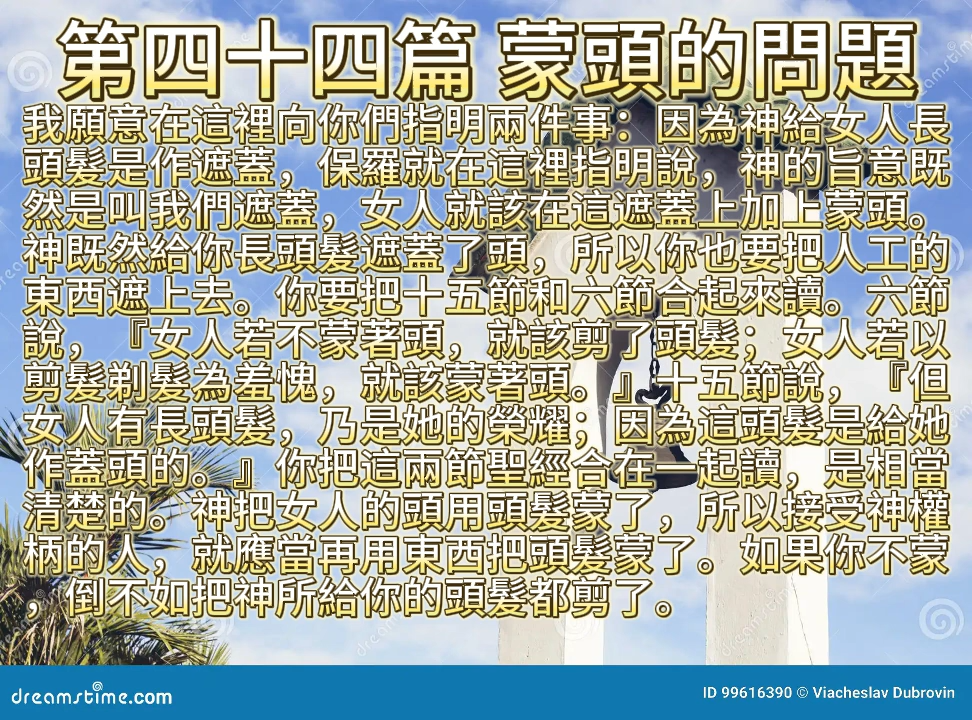 第四十四篇 蒙頭的問題
我願意在這裡向你們指明兩件事：因為神給女人長
頭髮是作遮蓋，保羅就在這裡指明說，神的旨意既
然是叫我們遮蓋，女人就該在這遮蓋上加上蒙頭。
神既然給你長頭髮遮蓋了頭，所以你也要把人工的
東西遮上去。你要把十五節和六節合起來讀。六節
說，『女人若不蒙著頭，就該剪了頭髮；女人若以
剪髮剃髮為羞愧，就該蒙著頭。』十五節說，『但
女人有長頭髮，乃是她的榮耀；因為這頭髮是給她
作蓋頭的。』你把這兩節聖經合在一起讀，是相當
清楚的。神把女人的頭用頭髮蒙了，所以接受神權
柄的人，就應當再用東西把頭髮蒙了。如果你不蒙
，倒不如把神所給你的頭髮都剪了。
dreamstime.com
ID 99616390 © Viacheslav Dubrovin